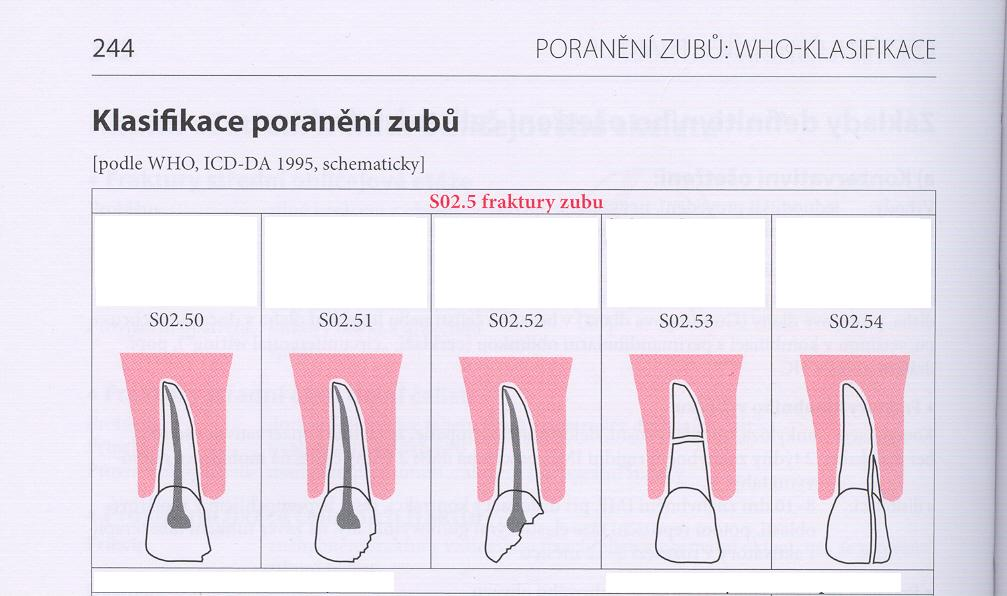 244
PORANĚNÍ ZUBŮ: WHO-KLASIFIKACE
Klasifikace poranění zubů
[podle WHO, ICD-DA 1995, schematicky]
S02.5 fraktury zubu
S02.50
S02.51
S02.52
S02.53
S02.54